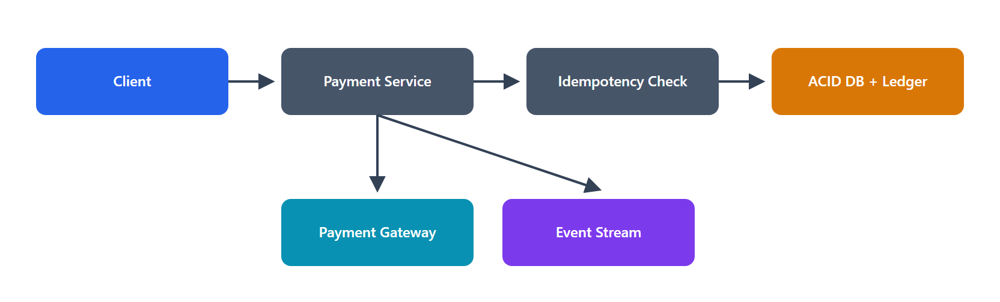 Client
Payment Service
Idempotency Check
ACID DB + Ledger
Payment Gateway
Event Stream